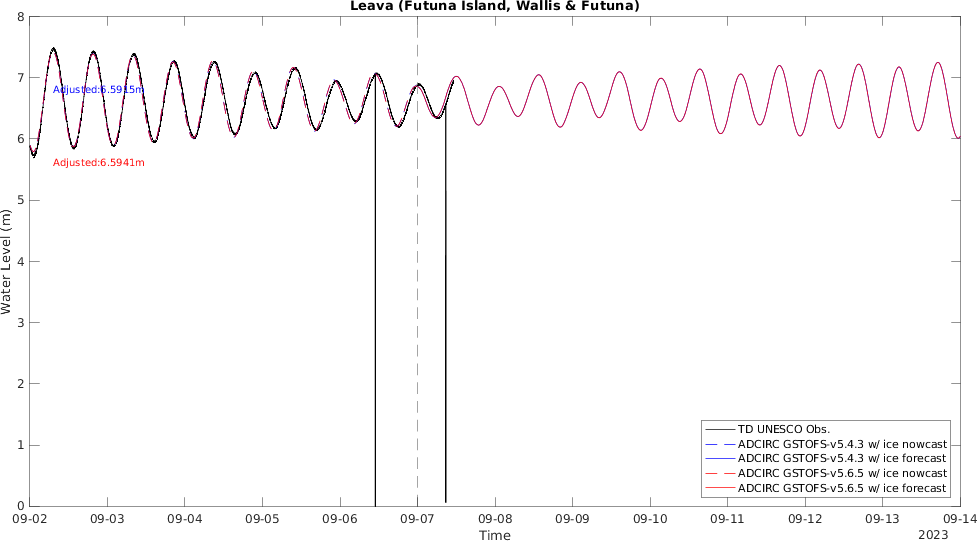 Leava (Futuna Island, Wallis & Futuna)
8
7
6
5
4
3
2
1
0
Water Level (m)
Adjusted:6.5915m
Adjusted:6.5941m
TD UNESCO Obs.
ADCIRC GSTOFS-v5.4.3 w/ ice nowcast
ADCIRC GSTOFS-v5.4.3 w/ ice forecast
ADCIRC GSTOFS-v5.6.5 w/ ice nowcast
ADCIRC GSTOFS-v5.6.5 w/ ice forecast
09-02 09-03 09-04 09-05 09-06 09-07 09-08 09-09 09-10 09-11 09-12 09-13 09-14
Time
2023